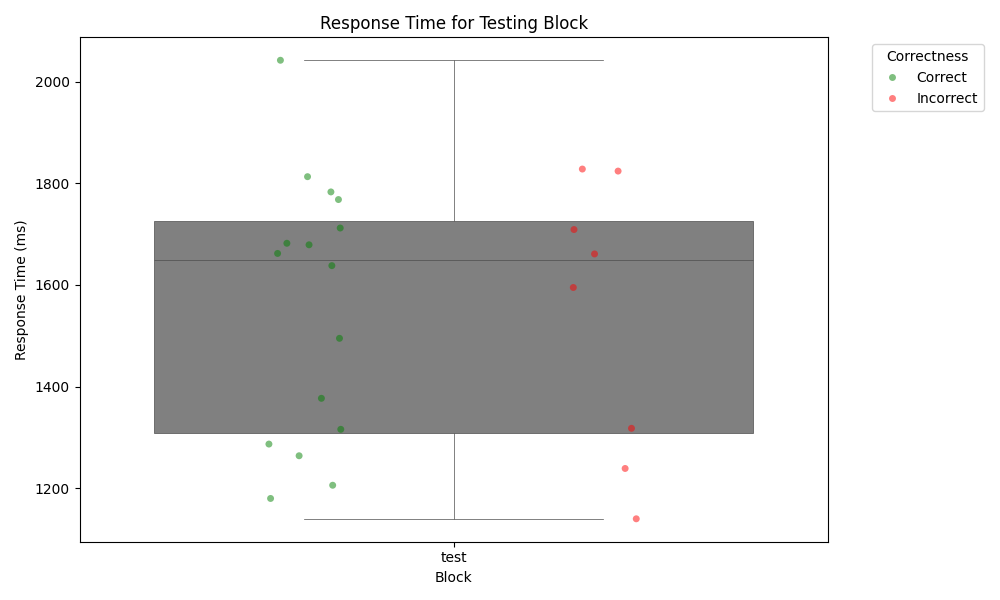 Response Time for Testing Block
Correctness
Correct
Incorrect
2000
1800
1600
1400
1200
Response Time (ms)
test
Block